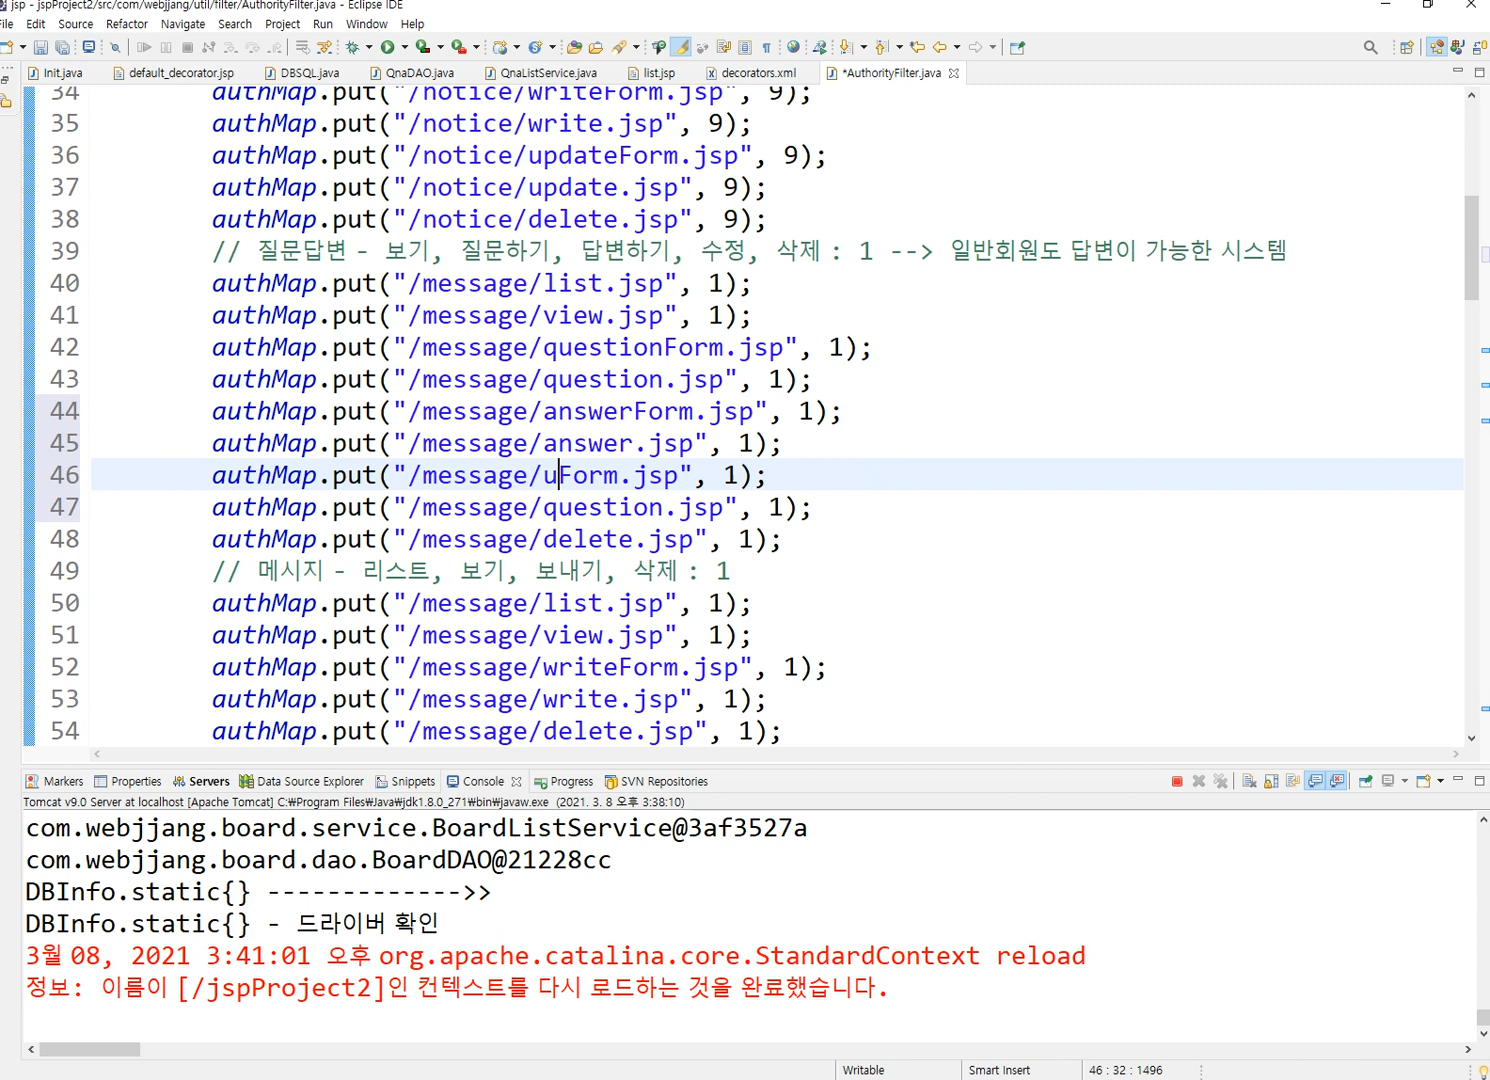 jsp - jspProject2/src/com/webjjang/util/filter/AuthorityFilter.java - Eclipse IDE
File Edit Source Refactor Navigate Search Project Run Window Help
Init.java default_decorator.jsp DBSQL.java QnaDAO.java QnaListService.java list.jsp decorators.xml *AuthorityFilter.java
34 authMap.put("/notice/writeForm.jsp", 9);
35 authMap.put("/notice/write.jsp", 9);
36 authMap.put("/notice/updateForm.jsp", 9);
37 authMap.put("/notice/update.jsp", 9);
38 authMap.put("/notice/delete.jsp", 9);
39 // 질문답변 - 보기, 질문하기, 답변하기, 수정, 삭제 : 1 --> 일반회원도 답변이 가능한 시스템
40 authMap.put("/message/list.jsp", 1);
41 authMap.put("/message/view.jsp", 1);
42 authMap.put("/message/questionForm.jsp", 1);
43 authMap.put("/message/question.jsp", 1);
44 authMap.put("/message/answerForm.jsp", 1);
45 authMap.put("/message/answer.jsp", 1);
46 authMap.put("/message/uForm.jsp", 1);
47 authMap.put("/message/question.jsp", 1);
48 authMap.put("/message/delete.jsp", 1);
49 // 메시지 - 리스트, 보기, 보내기, 삭제 : 1
50 authMap.put("/message/list.jsp", 1);
51 authMap.put("/message/view.jsp", 1);
52 authMap.put("/message/writeForm.jsp", 1);
53 authMap.put("/message/write.jsp", 1);
54 authMap.put("/message/delete.jsp", 1);
Markers Properties Servers Data Source Explorer Snippets Console Progress SVN Repositories
Tomcat v9.0 Server at localhost [Apache Tomcat] C:₩Program Files₩Java₩jdk1.8.0_271₩bin₩javaw.exe (2021. 3. 8 오후 3:38:10)
com.webjjang.board.service.BoardListService@3af3527a
com.webjjang.board.dao.BoardDAO@21228cc
DBInfo.static{} ------------->>
DBInfo.static{} - 드라이버 확인
3월 08, 2021 3:41:01 오후 org.apache.catalina.core.StandardContext reload
정보: 이름이 [/jspProject2]인 컨텍스트를 다시 로드하는 것을 완료했습니다.
Writable Smart Insert 46 : 32 : 1496